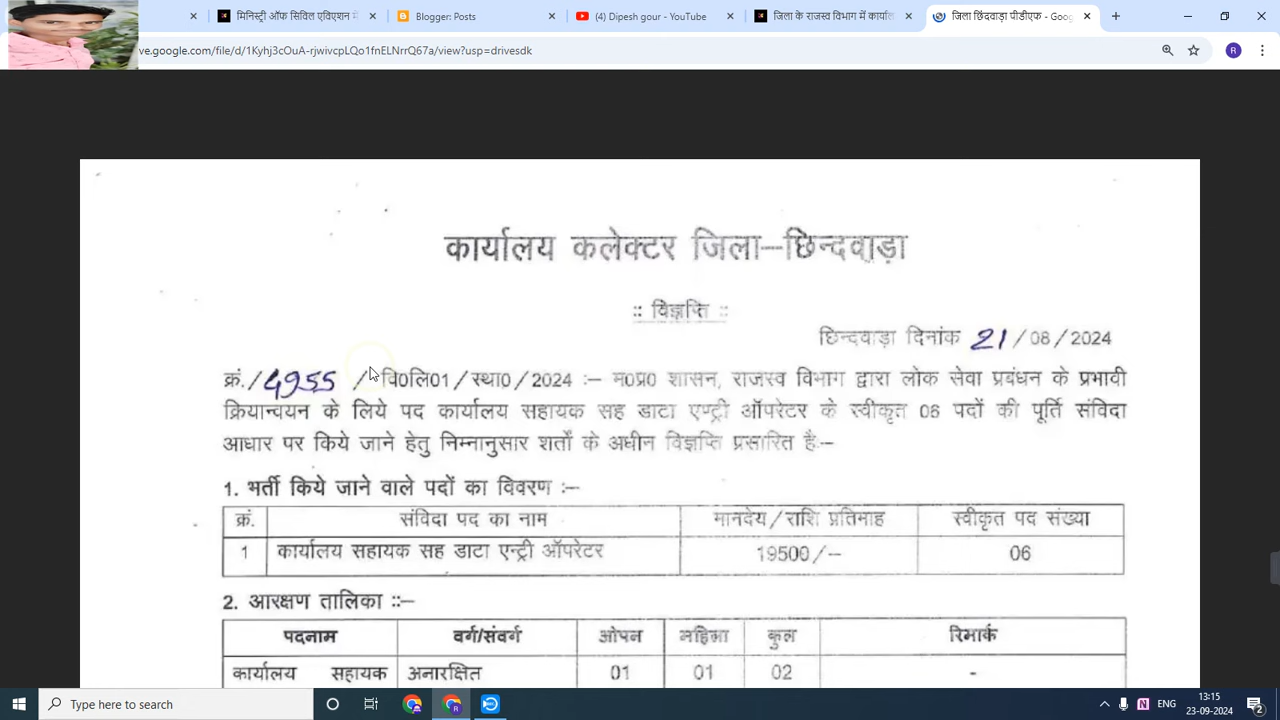 मिनिस्ट्री ऑफ सिविल एविएशन में
Blogger: Posts
(4) Dipesh gour - YouTube
जिला के राजस्व विभाग में कार्याल
जिला छिंदवाड़ा पीडीएफ - Goog
ve.google.com/file/d/1Kyhj3cOuA-rjwivcpLQo1fnELNrrQ67a/view?usp=drivesdk
R
कार्यालय कलेक्टर जिला–छिन्दवाड़ा
:: विज्ञप्ति ::
छिन्दवाड़ा दिनांक 21/08/2024
क्रं./4955 / वि0लि01/स्था0/2024 :– म0प्र0 शासन, राजस्व विभाग द्वारा लोक सेवा प्रबंधन के प्रभावी
क्रियान्वयन के लिये पद कार्यालय सहायक सह डाटा एण्ट्री ऑपरेटर के स्वीकृत 06 पदों की पूर्ति संविदा
आधार पर किये जाने हेतु निम्नानुसार शर्तों के अधीन विज्ञप्ति प्रसारित है:–
1. भर्ती किये जाने वाले पदों का विवरण :–
क्रं. संविदा पद का नाम मानदेय/राशि प्रतिमाह स्वीकृत पद संख्या
1 कार्यालय सहायक सह डाटा एन्ट्री ऑपरेटर 19500/– 06
2. आरक्षण तालिका ::–
पदनाम वर्ग/संवर्ग ओपन महिला कुल रिमार्क
कार्यालय सहायक अनारक्षित 01 01 02 -
Type here to search
ENG
13:15
23-09-2024
2